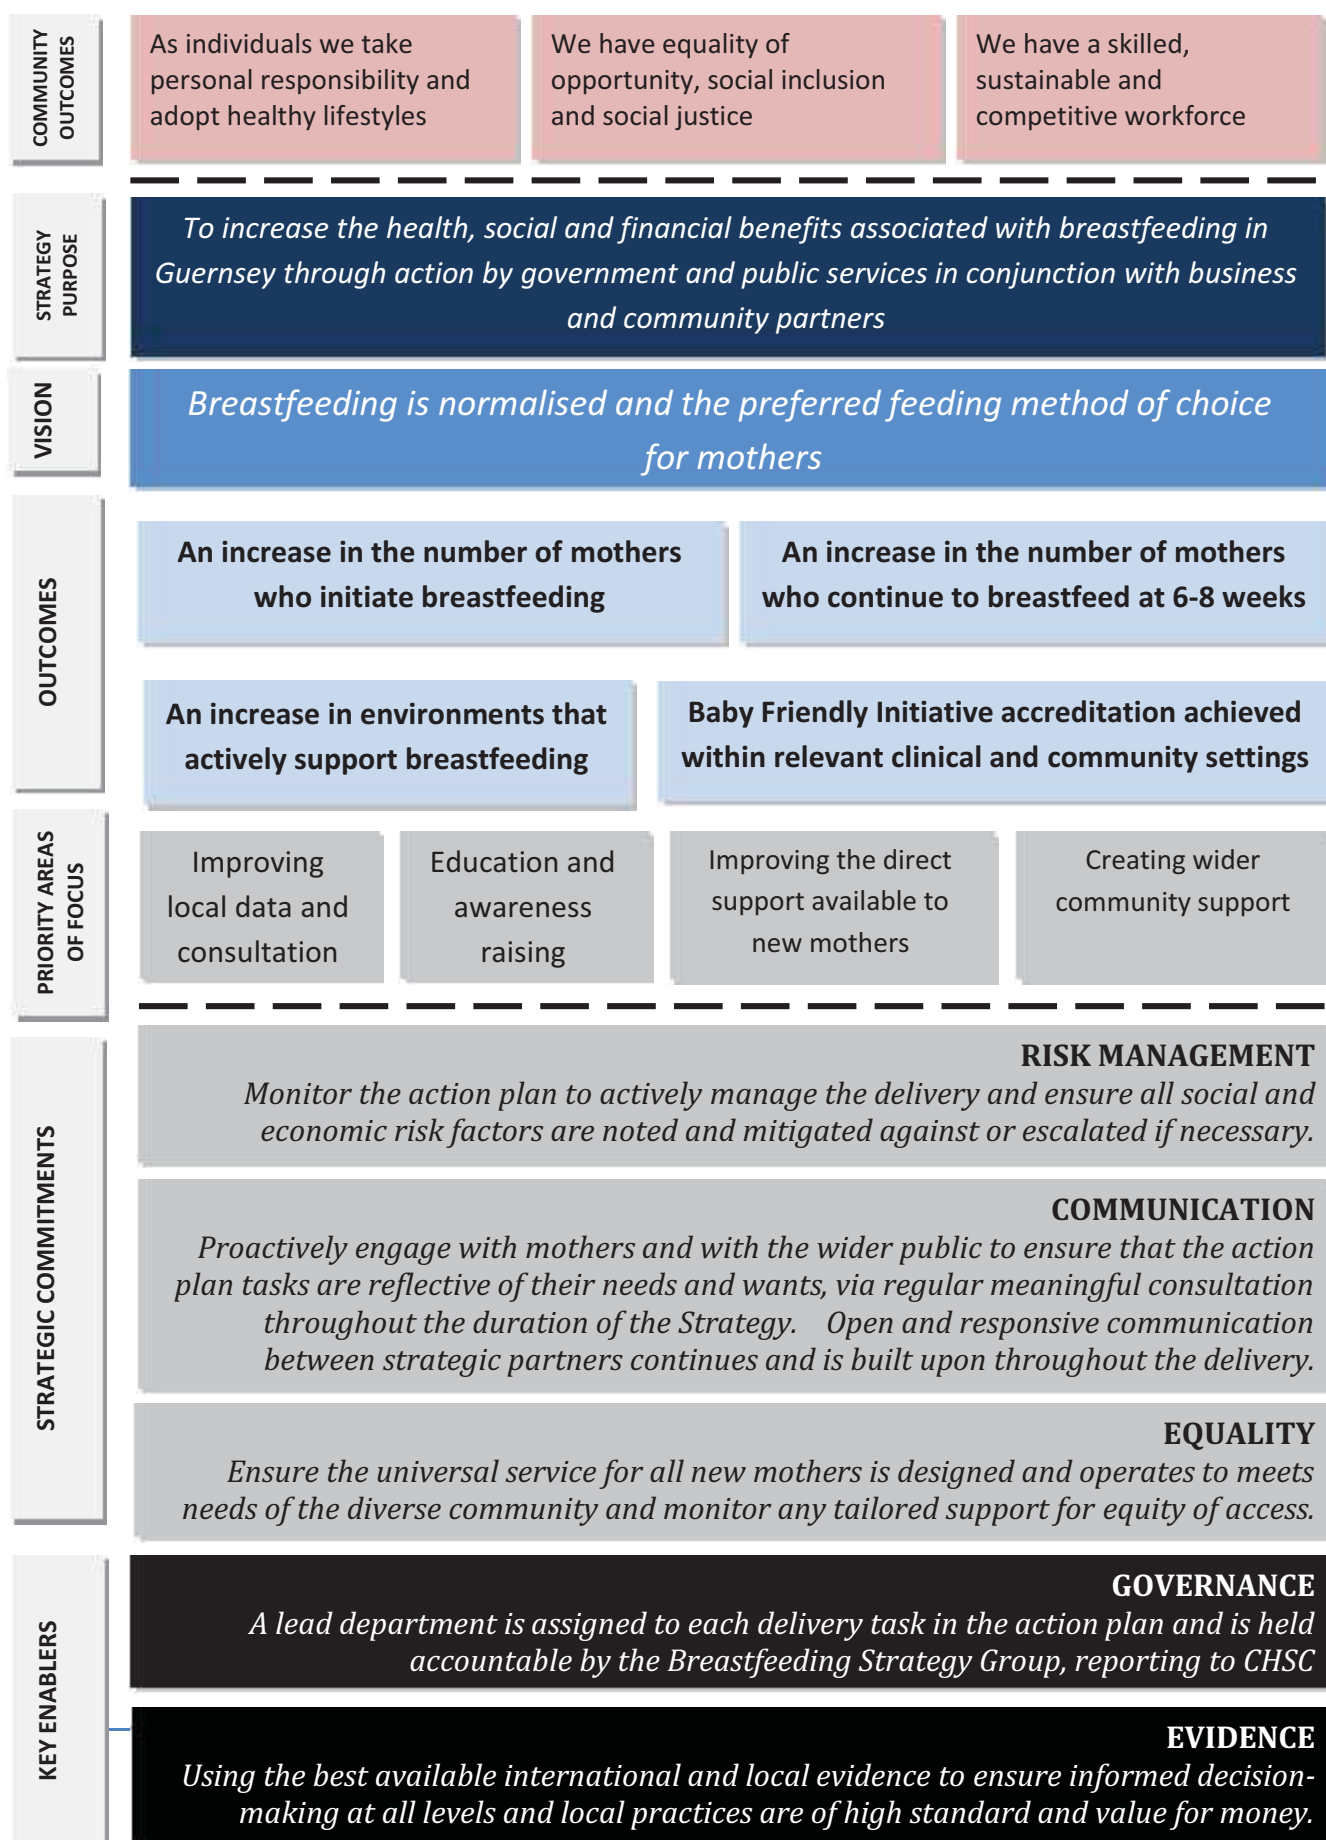 COMMUNITY
OUTCOMES
As individuals we take
personal responsibility and
adopt healthy lifestyles
We have equality of
opportunity, social inclusion
and social justice
We have a skilled,
sustainable and
competitive workforce
STRATEGY
PURPOSE
To increase the health, social and financial benefits associated with breastfeeding in
Guernsey through action by government and public services in conjunction with business
and community partners
VISION
Breastfeeding is normalised and the preferred feeding method of choice
for mothers
OUTCOMES
An increase in the number of mothers
who initiate breastfeeding
An increase in the number of mothers
who continue to breastfeed at 6-8 weeks
An increase in environments that
actively support breastfeeding
Baby Friendly Initiative accreditation achieved
within relevant clinical and community settings
PRIORITY AREAS
OF FOCUS
Improving
local data and
consultation
Education and
awareness
raising
Improving the direct
support available to
new mothers
Creating wider
community support
STRATEGIC COMMITMENTS
RISK MANAGEMENT
Monitor the action plan to actively manage the delivery and ensure all social and
economic risk factors are noted and mitigated against or escalated if necessary.
COMMUNICATION
Proactively engage with mothers and with the wider public to ensure that the action
plan tasks are reflective of their needs and wants, via regular meaningful consultation
throughout the duration of the Strategy. Open and responsive communication
between strategic partners continues and is built upon throughout the delivery.
EQUALITY
Ensure the universal service for all new mothers is designed and operates to meets
needs of the diverse community and monitor any tailored support for equity of access.
KEY ENABLERS
GOVERNANCE
A lead department is assigned to each delivery task in the action plan and is held
accountable by the Breastfeeding Strategy Group, reporting to CHSC
EVIDENCE
Using the best available international and local evidence to ensure informed decision-
making at all levels and local practices are of high standard and value for money.